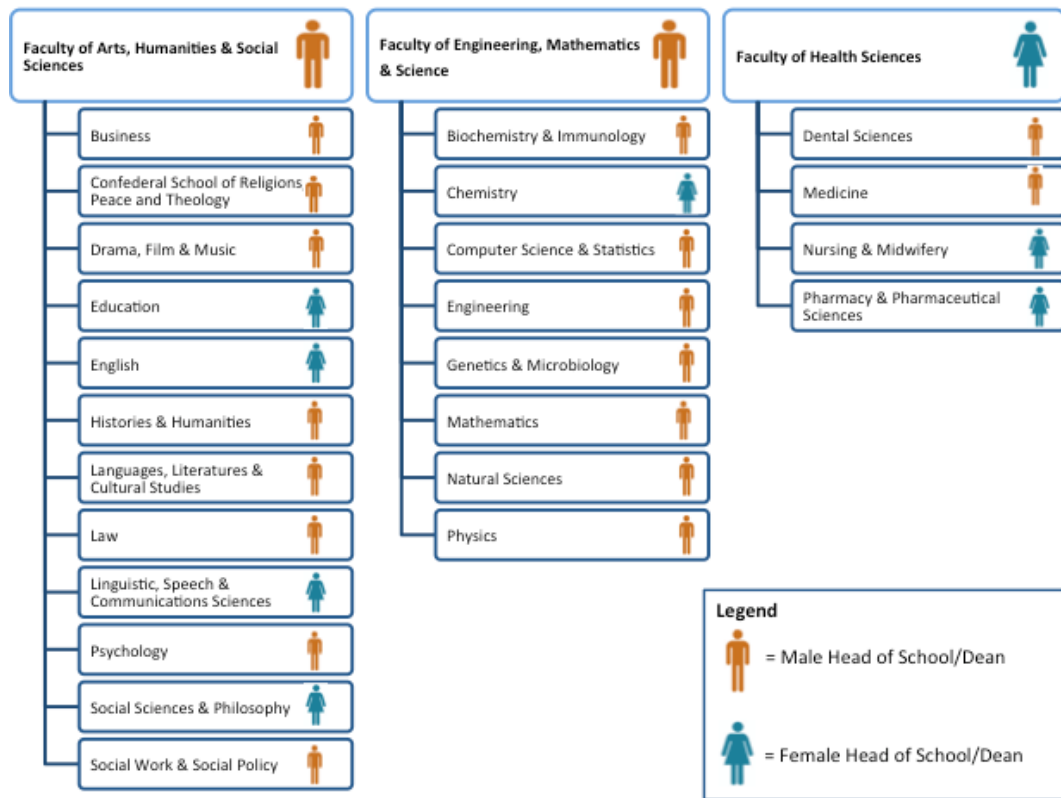 Faculty of Arts, Humanities & Social
Sciences
Business
Confederal School of Religions
Peace and Theology
Drama, Film & Music
Education
English
Histories & Humanities
Languages, Literatures &
Cultural Studies
Law
Linguistic, Speech &
Communications Sciences
Psychology
Social Sciences & Philosophy
Social Work & Social Policy
Faculty of Engineering, Mathematics
& Science
Biochemistry & Immunology
Chemistry
Computer Science & Statistics
Engineering
Genetics & Microbiology
Mathematics
Natural Sciences
Physics
Faculty of Health Sciences
Dental Sciences
Medicine
Nursing & Midwifery
Pharmacy & Pharmaceutical
Sciences
Legend
= Male Head of School/Dean
= Female Head of School/Dean